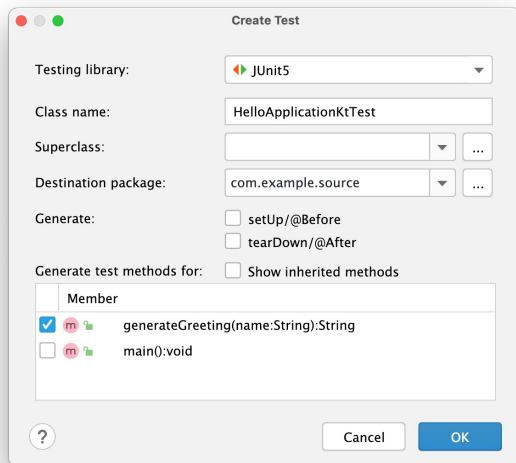 Create Test
Testing library: JUnit5
Class name: HelloApplicationKtTest
Superclass: ...
Destination package: com.example.source ...
Generate: setUp/@Before
tearDown/@After
Generate test methods for: Show inherited methods
Member
m generateGreeting(name:String):String
m main():void
? Cancel OK